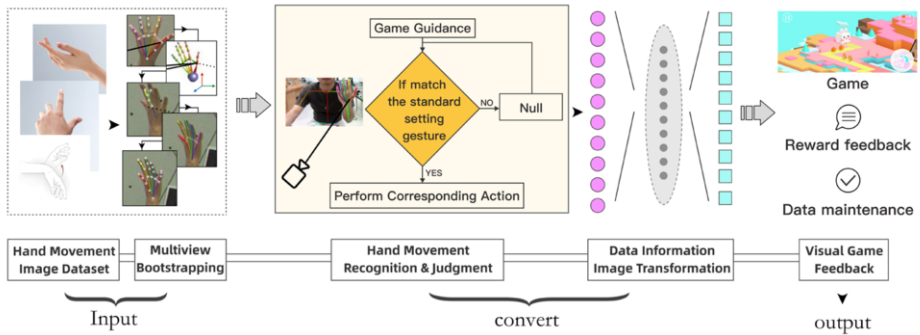 Game Guidance
If match
the standard
setting
gesture
NO
Null
YES
Perform Corresponding Action
Game
Reward feedback
Data maintenance
Hand Movement
Image Dataset
Multiview
Bootstrapping
Hand Movement
Recognition & Judgment
Data Information
Image Transformation
Visual Game
Feedback
Input
convert
output